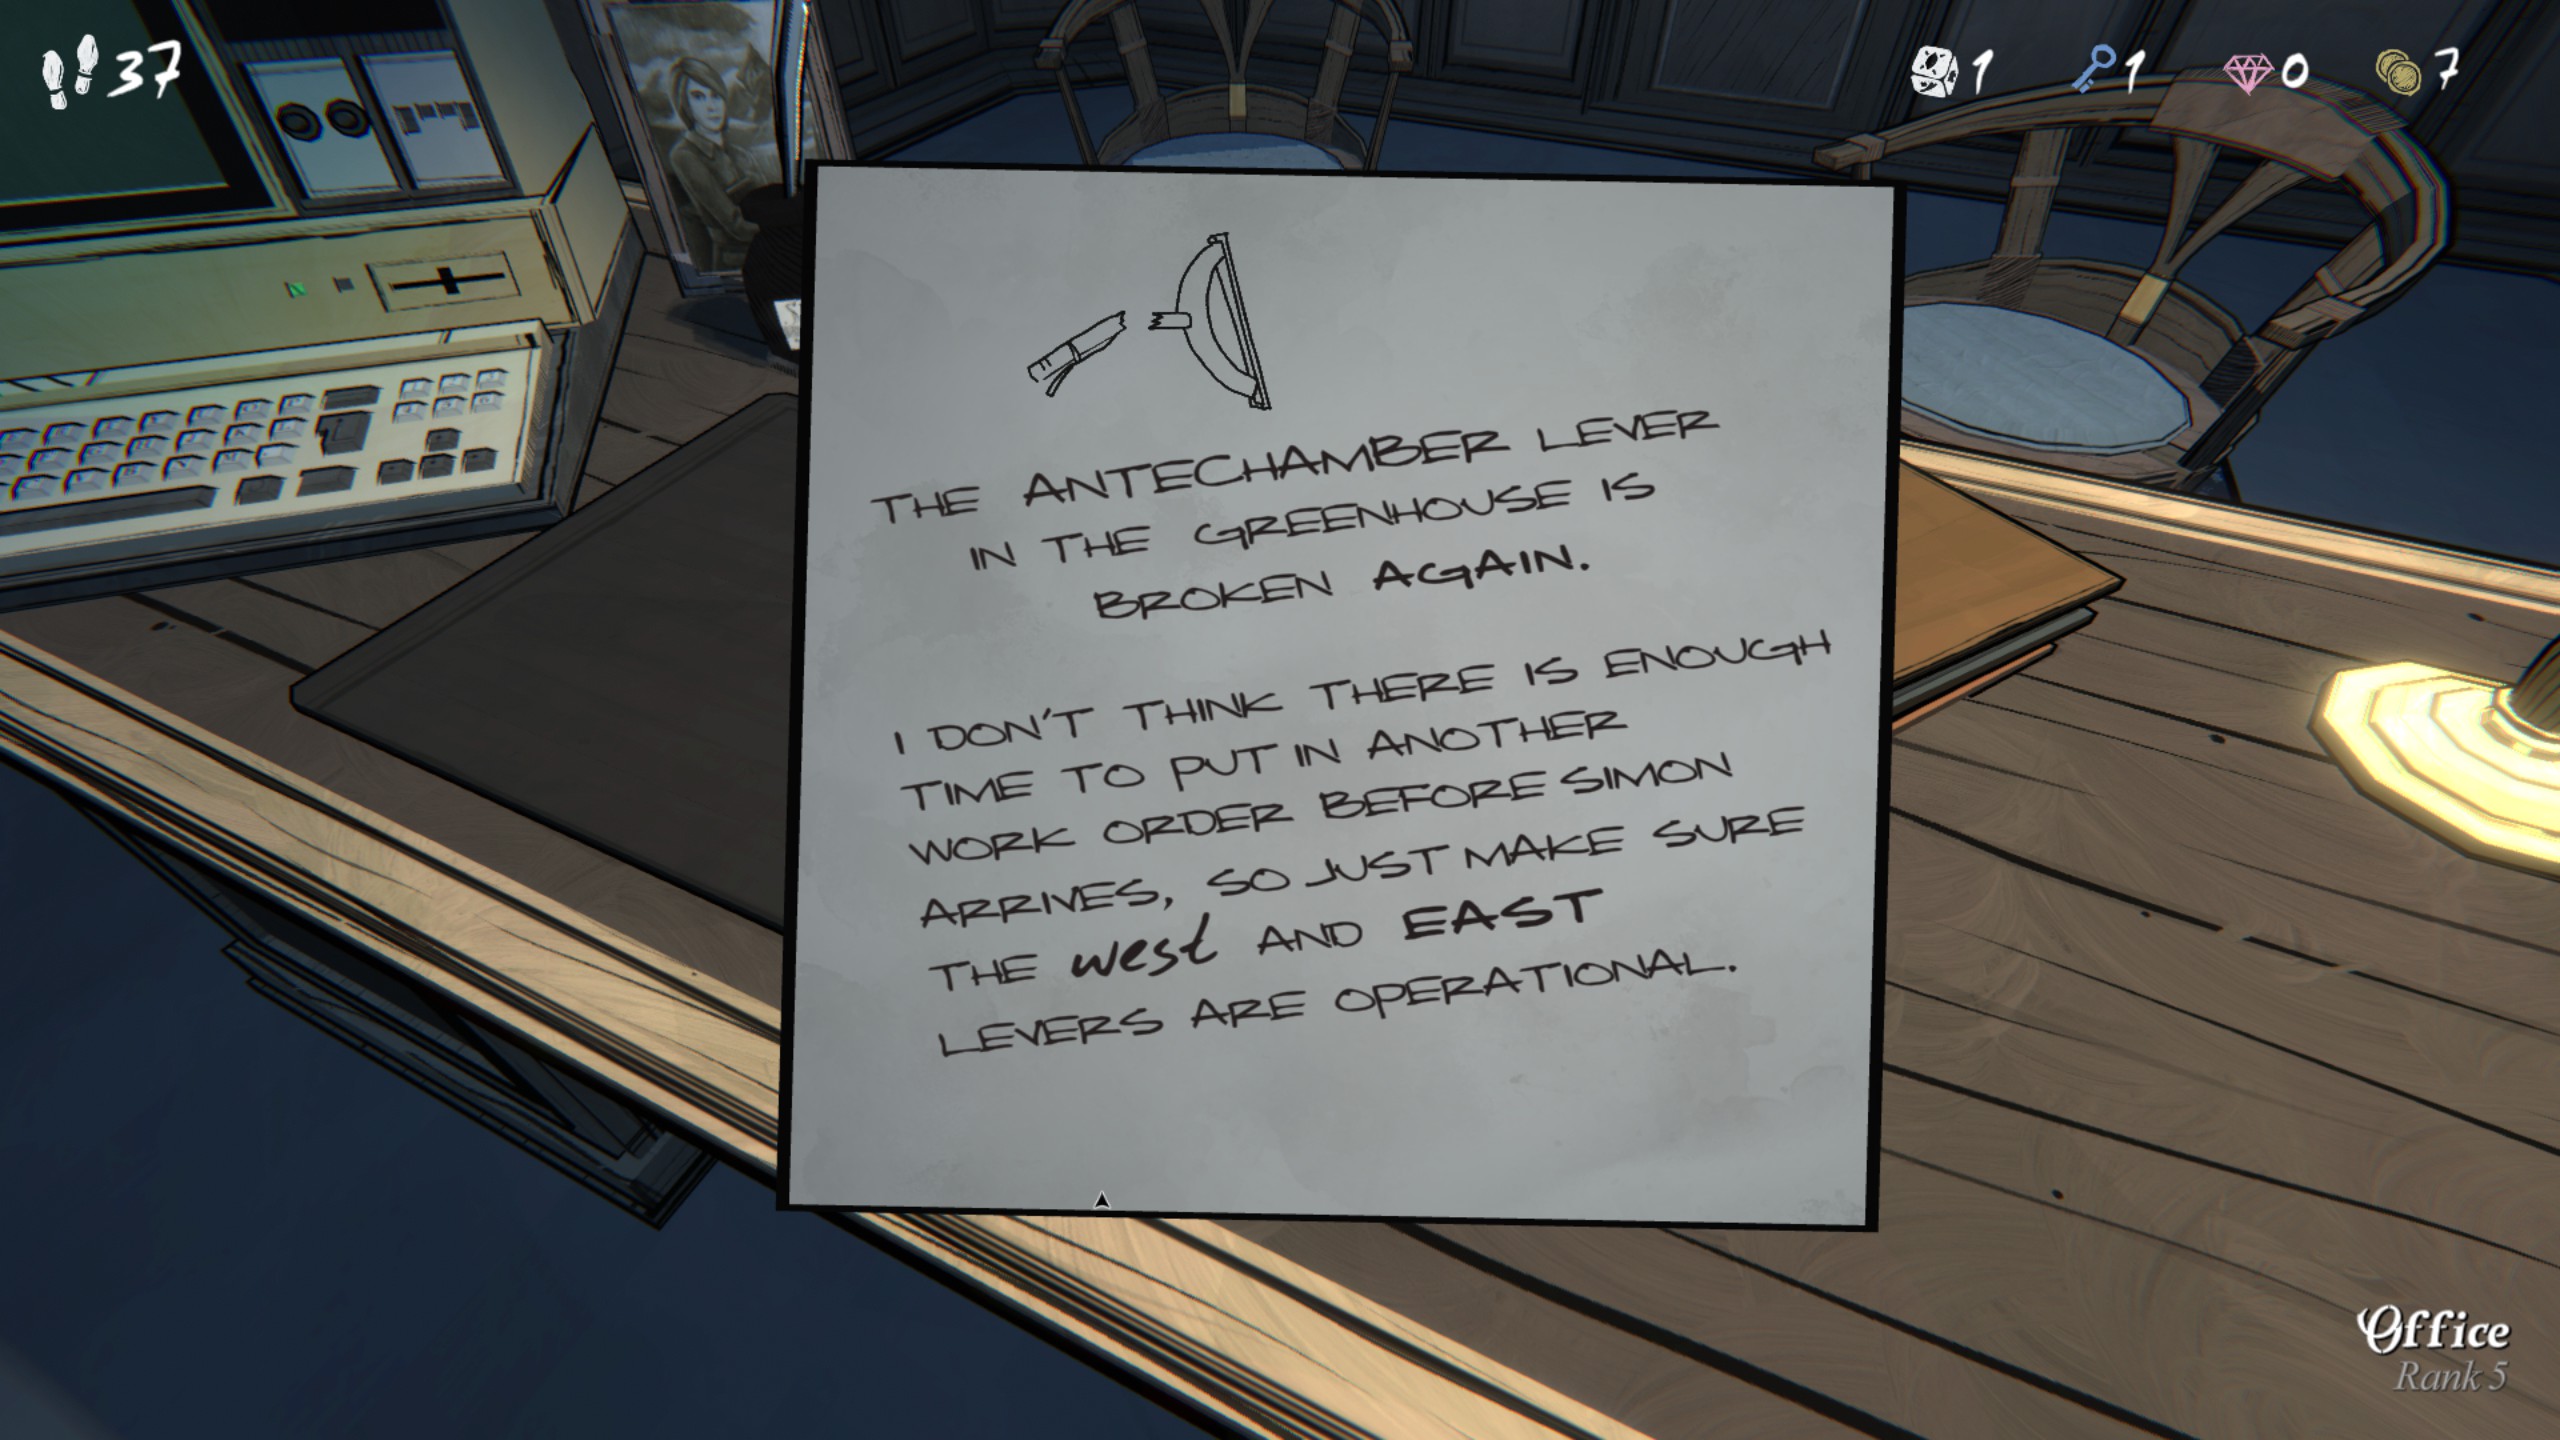 37
1 1 0 7
THE ANTECHAMBER LEVER
IN THE GREENHOUSE IS
BROKEN AGAIN.
I DON'T THINK THERE IS ENOUGH
TIME TO PUT IN ANOTHER
WORK ORDER BEFORE SIMON
ARRIVES, SO JUST MAKE SURE
THE west AND EAST
LEVERS ARE OPERATIONAL.
Office
Rank 5